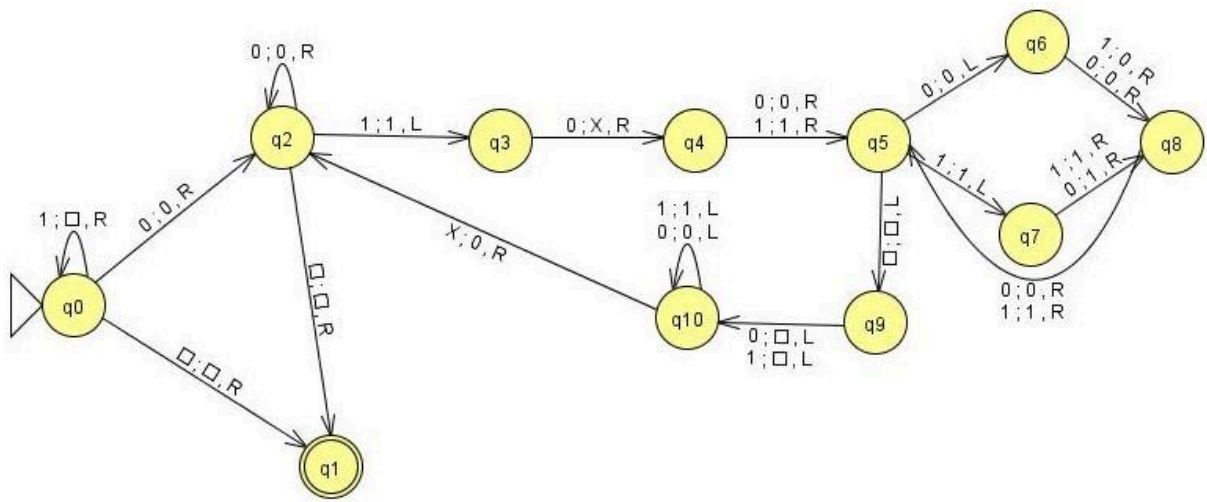 q6
0;0,R
1;0,R
0;0,R
0;0,L
q2
1;1,L
q3
0;X,R
q4
0;0,R
1;1,R
q5
q8
1;1,L
1;1,R
0;1,R
0;0,R
1;□,R
1;1,L
0;0,L
q7
□;□,L
X;0,R
q0
□;□,R
q10
q9
0;0,R
1;1,R
0;□,L
1;□,L
□;□,R
q1